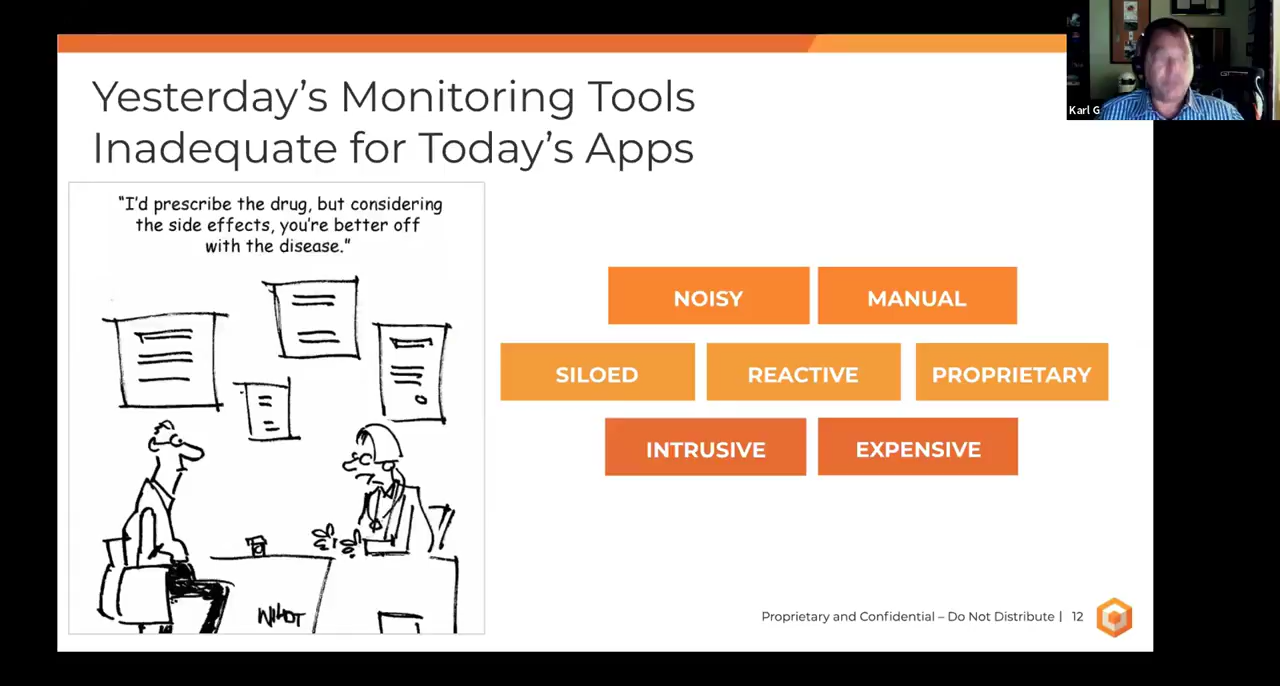 Yesterday's Monitoring Tools
Inadequate for Today's Apps
Karl G
"I'd prescribe the drug, but considering
the side effects, you're better off
with the disease."
NOISY
MANUAL
SILOED
REACTIVE
PROPRIETARY
INTRUSIVE
EXPENSIVE
Proprietary and Confidential – Do Not Distribute | 12